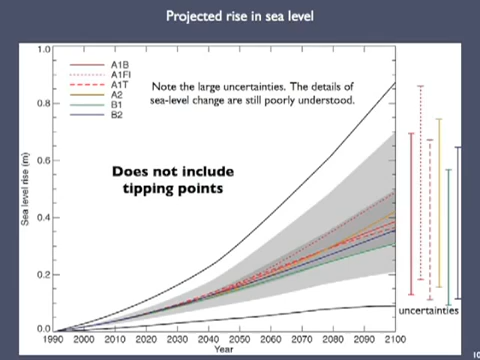 Projected rise in sea level
1.0
A1B
A1FI
A1T
A2
B1
B2
Note the large uncertainties. The details of
sea-level change are still poorly understood.
0.8
Does not include
tipping points
0.6
Sea level rise (m)
0.4
0.2
0.0
uncertainties
1990 2000 2010 2020 2030 2040 2050 2060 2070 2080 2090 2100
Year
10